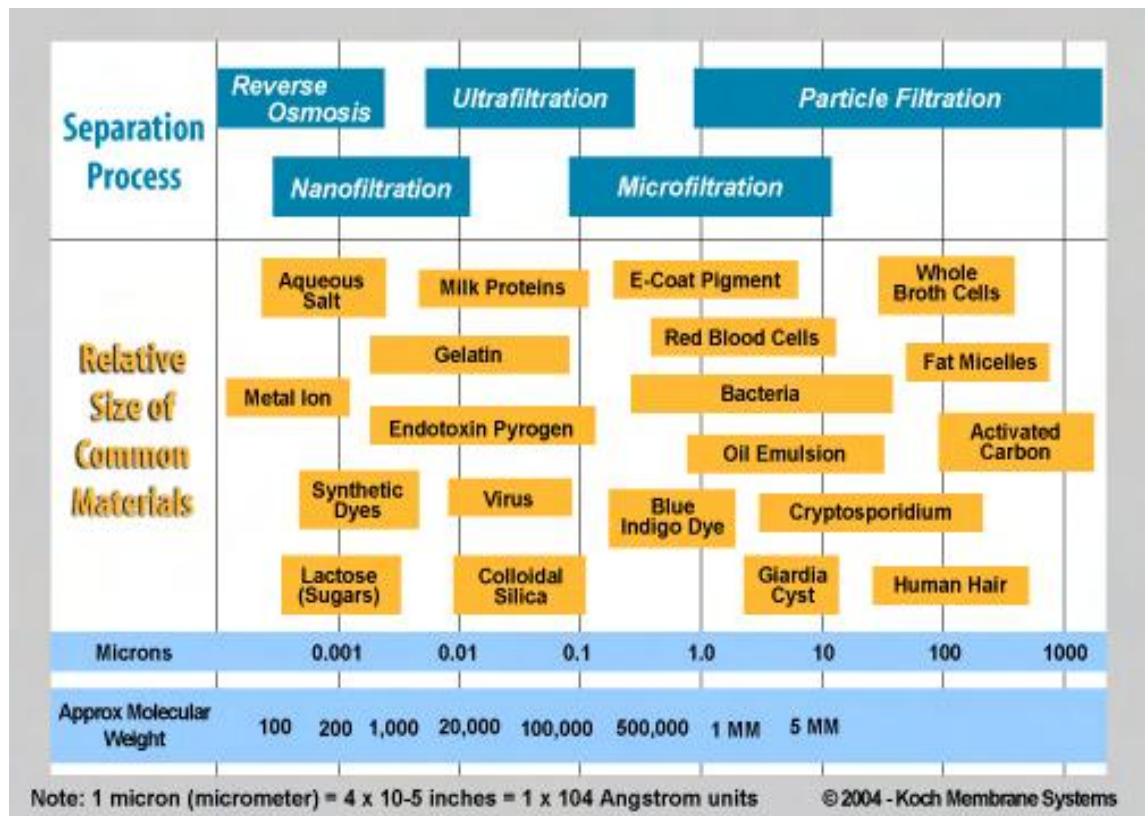 Reverse
Osmosis
Ultrafiltration
Particle Filtration
Separation
Process
Nanofiltration
Microfiltration
Aqueous
Salt
Milk Proteins
E-Coat Pigment
Whole
Broth Cells
Gelatin
Red Blood Cells
Fat Micelles
Relative
Size of
Common
Materials
Metal Ion
Bacteria
Endotoxin Pyrogen
Oil Emulsion
Activated
Carbon
Synthetic
Dyes
Virus
Blue
Indigo Dye
Cryptosporidium
Lactose
(Sugars)
Colloidal
Silica
Giardia
Cyst
Human Hair
Microns 0.001 0.01 0.1 1.0 10 100 1000
Approx Molecular
Weight
100 200 1,000 20,000 100,000 500,000 1 MM 5 MM
Note: 1 micron (micrometer) = 4 x 10-5 inches = 1 x 104 Angstrom units © 2004 - Koch Membrane Systems